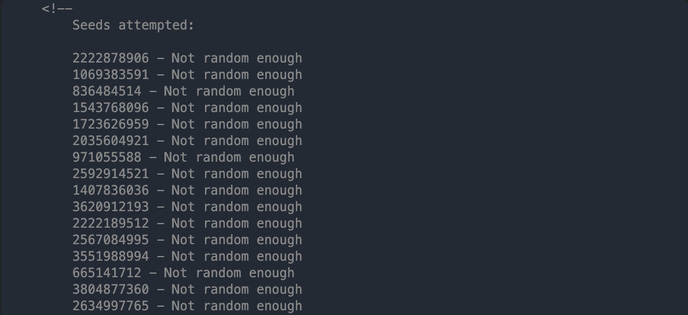 <!--
Seeds attempted:
2222878906 – Not random enough
1069383591 – Not random enough
836484514 – Not random enough
1543768096 – Not random enough
1723626959 – Not random enough
2035604921 – Not random enough
971055588 – Not random enough
2592914521 – Not random enough
1407836036 – Not random enough
3620912193 – Not random enough
2222189512 – Not random enough
2567084995 – Not random enough
3551988994 – Not random enough
665141712 – Not random enough
3804877360 – Not random enough
2634997765 – Not random enough